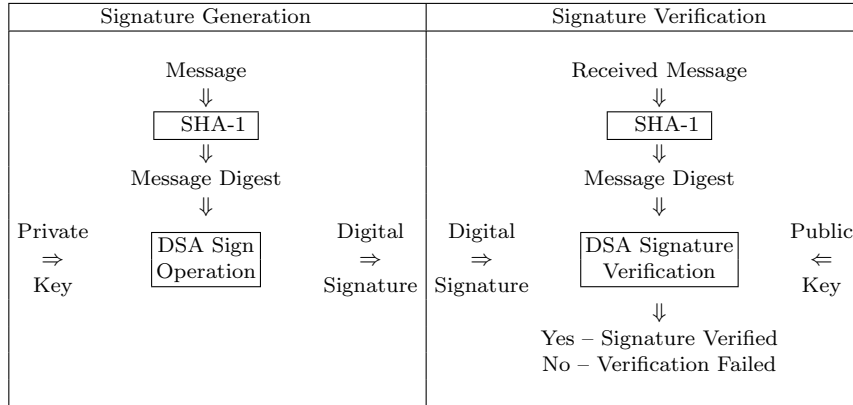 Signature Generation
Message
⇓
SHA-1
⇓
Message Digest
⇓
Private
⇒
Key
DSA Sign
Operation
Digital
⇒
Signature
Signature Verification
Received Message
⇓
SHA-1
⇓
Message Digest
⇓
Digital
⇒
Signature
DSA Signature
Verification
Public
⇐
Key
⇓
Yes – Signature Verified
No – Verification Failed